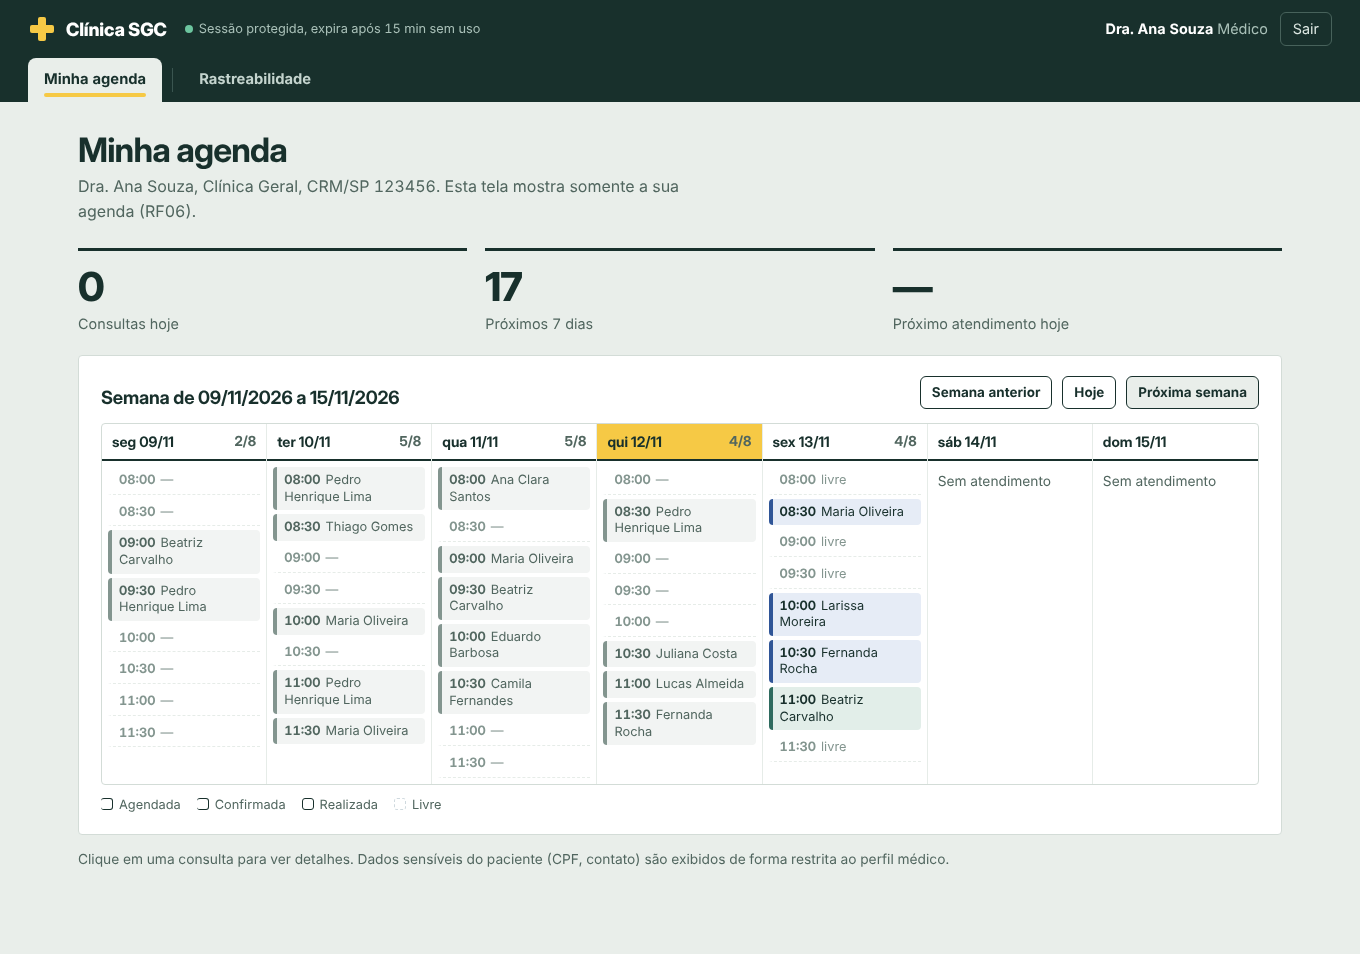 Clínica SGC
Sessão protegida, expira após 15 min sem uso
Dra. Ana Souza Médico
Sair
Minha agenda
Rastreabilidade
Minha agenda
Dra. Ana Souza, Clínica Geral, CRM/SP 123456. Esta tela mostra somente a sua
agenda (RF06).
0
Consultas hoje
17
Próximos 7 dias
—
Próximo atendimento hoje
Semana de 09/11/2026 a 15/11/2026
Semana anterior
Hoje
Próxima semana
seg 09/11 2/8
08:00 —
08:30 —
09:00 Beatriz
Carvalho
09:30 Pedro
Henrique Lima
10:00 —
10:30 —
11:00 —
11:30 —
ter 10/11 5/8
08:00 Pedro
Henrique Lima
08:30 Thiago Gomes
09:00 —
09:30 —
10:00 Maria Oliveira
10:30 —
11:00 Pedro
Henrique Lima
11:30 Maria Oliveira
qua 11/11 5/8
08:00 Ana Clara
Santos
08:30 —
09:00 Maria Oliveira
09:30 Beatriz
Carvalho
10:00 Eduardo
Barbosa
10:30 Camila
Fernandes
11:00 —
11:30 —
qui 12/11 4/8
08:00 —
08:30 Pedro
Henrique Lima
09:00 —
09:30 —
10:00 —
10:30 Juliana Costa
11:00 Lucas Almeida
11:30 Fernanda
Rocha
sex 13/11 4/8
08:00 livre
08:30 Maria Oliveira
09:00 livre
09:30 livre
10:00 Larissa
Moreira
10:30 Fernanda
Rocha
11:00 Beatriz
Carvalho
11:30 livre
sáb 14/11
Sem atendimento
dom 15/11
Sem atendimento
Agendada
Confirmada
Realizada
Livre
Clique em uma consulta para ver detalhes. Dados sensíveis do paciente (CPF, contato) são exibidos de forma restrita ao perfil médico.